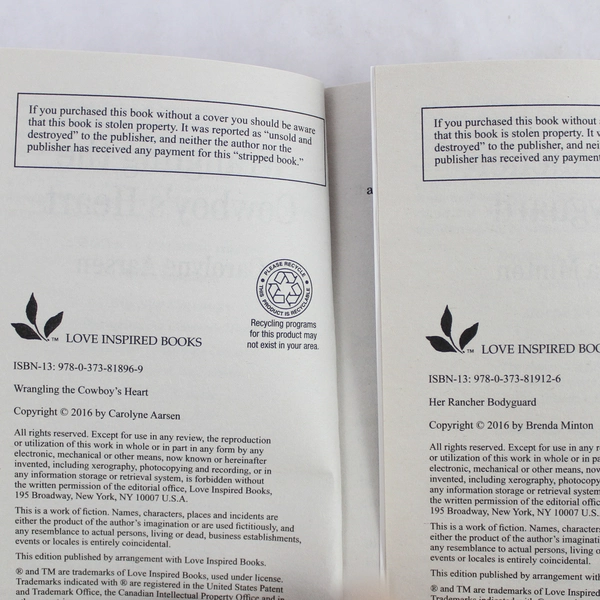 If you purchased this book without a cover you should be aware
that this book is stolen property. It was reported as "unsold and
destroyed" to the publisher, and neither the author nor the
publisher has received any payment for this "stripped book."
PLEASE RECYCLE
THIS PRODUCT IS RECYCLABLE
Recycling programs
for this product may
not exist in your area.
™ LOVE INSPIRED BOOKS
ISBN-13: 978-0-373-81896-9
Wrangling the Cowboy's Heart
Copyright © 2016 by Carolyne Aarsen
All rights reserved. Except for use in any review, the reproduction
or utilization of this work in whole or in part in any form by any
electronic, mechanical or other means, now known or hereafter
invented, including xerography, photocopying and recording, or in
any information storage or retrieval system, is forbidden without
the written permission of the editorial office, Love Inspired Books,
195 Broadway, New York, NY 10007 U.S.A.
This is a work of fiction. Names, characters, places and incidents are
either the product of the author's imagination or are used fictitiously, and
any resemblance to actual persons, living or dead, business establishments,
events or locales is entirely coincidental.
This edition published by arrangement with Love Inspired Books.
® and TM are trademarks of Love Inspired Books, used under license.
Trademarks indicated with ® are registered in the United States Patent
and Trademark Office, the Canadian Intellectual Property Office and in
a
If you purchased this book without
that this book is stolen property. It
destroyed" to the publisher, and nei
publisher has received any payment
™ LOVE INSPIRED BOO
ISBN-13: 978-0-373-81912-6
Her Rancher Bodyguard
Copyright © 2016 by Brenda Minton
All rights reserved. Except for use in any r
or utilization of this work in whole or in pa
electronic, mechanical or other means, now
invented, including xerography, photocopy
any information storage or retrieval system
the written permission of the editorial offic
195 Broadway, New York, NY 10007 U.S.
This is a work of fiction. Names, character
either the product of the author's imaginatio
any resemblance to actual persons, living o
events or locales is entirely coincidental.
This edition published by arrangement with
® and TM are trademarks of Love Inspired